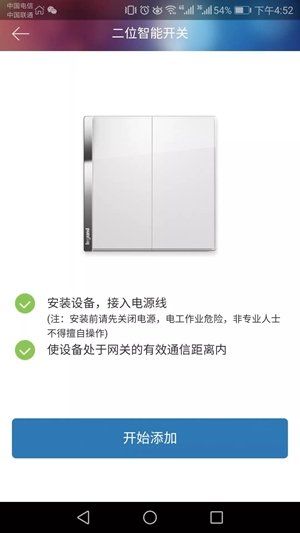 中国电信
中国联通
54% 下午4:52
二位智能开关
legrand
安装设备，接入电源线
(注：安装前请先关闭电源，电工作业危险，非专业人士
不得擅自操作)
使设备处于网关的有效通信距离内
开始添加